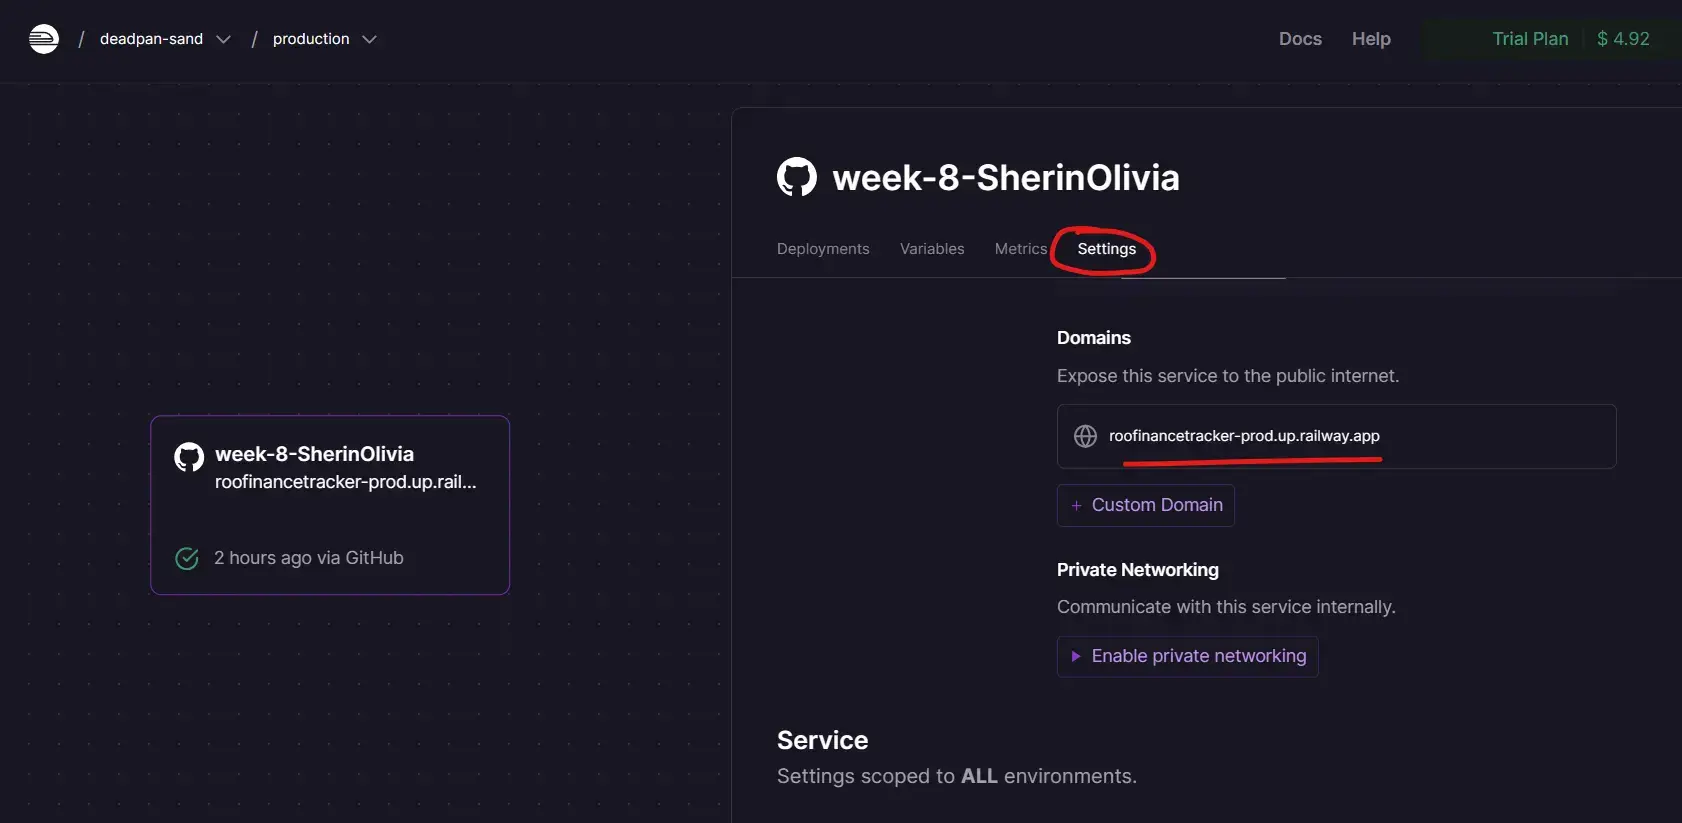 / deadpan-sand / production
Docs Help Trial Plan $ 4.92
week-8-SherinOlivia
Deployments Variables Metrics Settings
Domains
Expose this service to the public internet.
roofinancetracker-prod.up.railway.app
+ Custom Domain
Private Networking
Communicate with this service internally.
Enable private networking
Service
Settings scoped to ALL environments.
week-8-SherinOlivia
roofinancetracker-prod.up.rail...
2 hours ago via GitHub